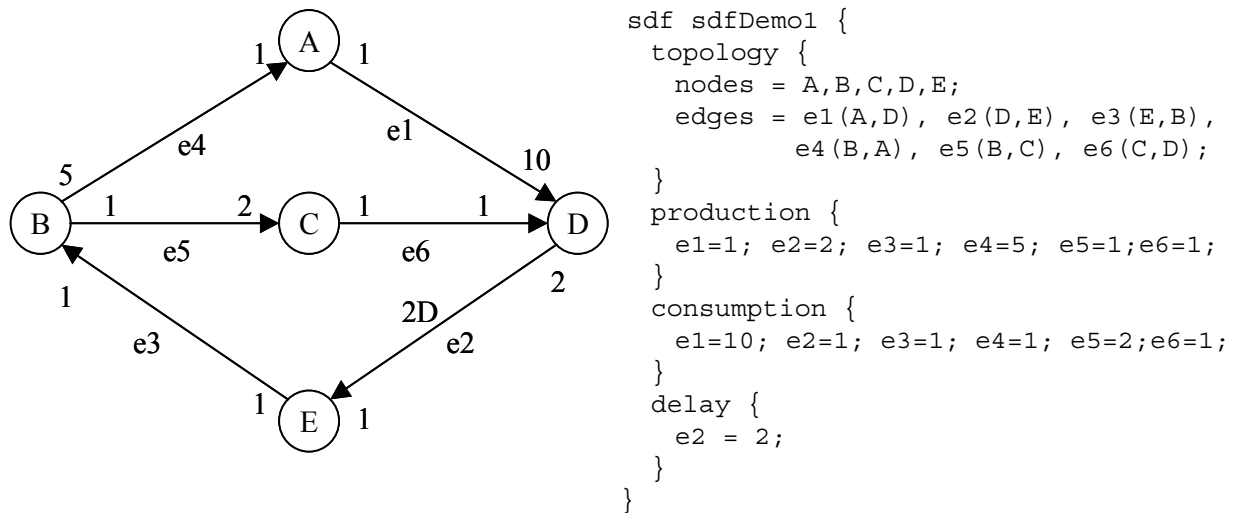 A
1
1
e4
e1
5
10
B
1
2
C
1
1
D
e5
e6
1
2
2D
e3
e2
1
E
1
sdf sdfDemo1 {
topology {
nodes = A,B,C,D,E;
edges = e1(A,D), e2(D,E), e3(E,B),
e4(B,A), e5(B,C), e6(C,D);
}
production {
e1=1; e2=2; e3=1; e4=5; e5=1;e6=1;
}
consumption {
e1=10; e2=1; e3=1; e4=1; e5=2;e6=1;
}
delay {
e2 = 2;
}
}